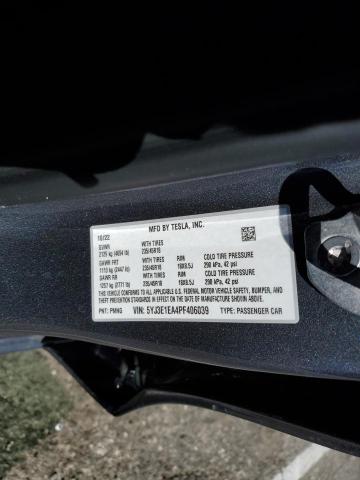 MFD BY TESLA, INC.
10/22
GVWR WITH TIRES
2125 kg (4684 lb) 235/45R18
GAWR FRT WITH TIRES RIM COLD TIRE PRESSURE
1110 kg (2447 lb) 235/45R18 18X8.5J 290 kPa, 42 psi
GAWR RR WITH TIRES RIM COLD TIRE PRESSURE
1257 kg (2771 lb) 235/45R18 18X8.5J 290 kPa, 42 psi
THIS VEHICLE CONFORMS TO ALL APPLICABLE U.S. FEDERAL MOTOR VEHICLE SAFETY, BUMPER, AND
THEFT PREVENTION STANDARDS IN EFFECT ON THE DATE OF MANUFACTURE SHOWN ABOVE.
PNT: PMNG VIN: 5YJ3E1EA4PF406039 TYPE: PASSENGER CAR